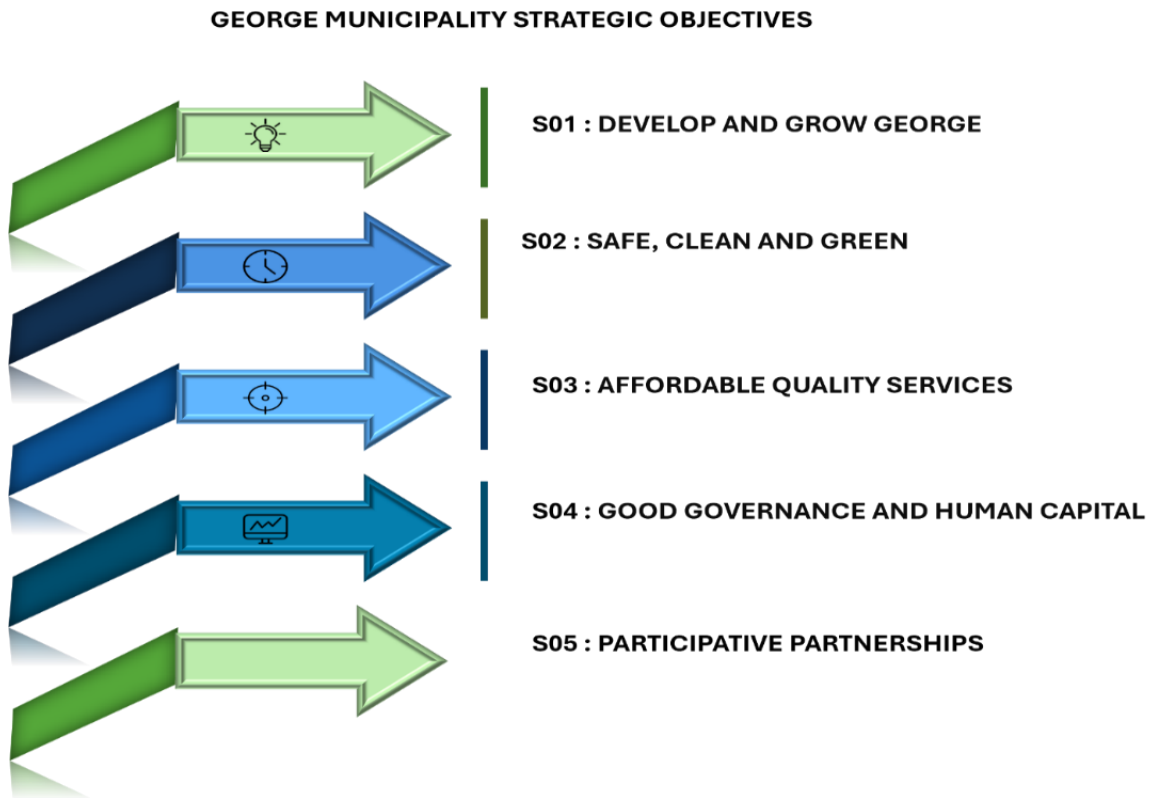 GEORGE MUNICIPALITY STRATEGIC OBJECTIVES
S01 : DEVELOP AND GROW GEORGE
S02 : SAFE, CLEAN AND GREEN
S03 : AFFORDABLE QUALITY SERVICES
S04 : GOOD GOVERNANCE AND HUMAN CAPITAL
S05 : PARTICIPATIVE PARTNERSHIPS